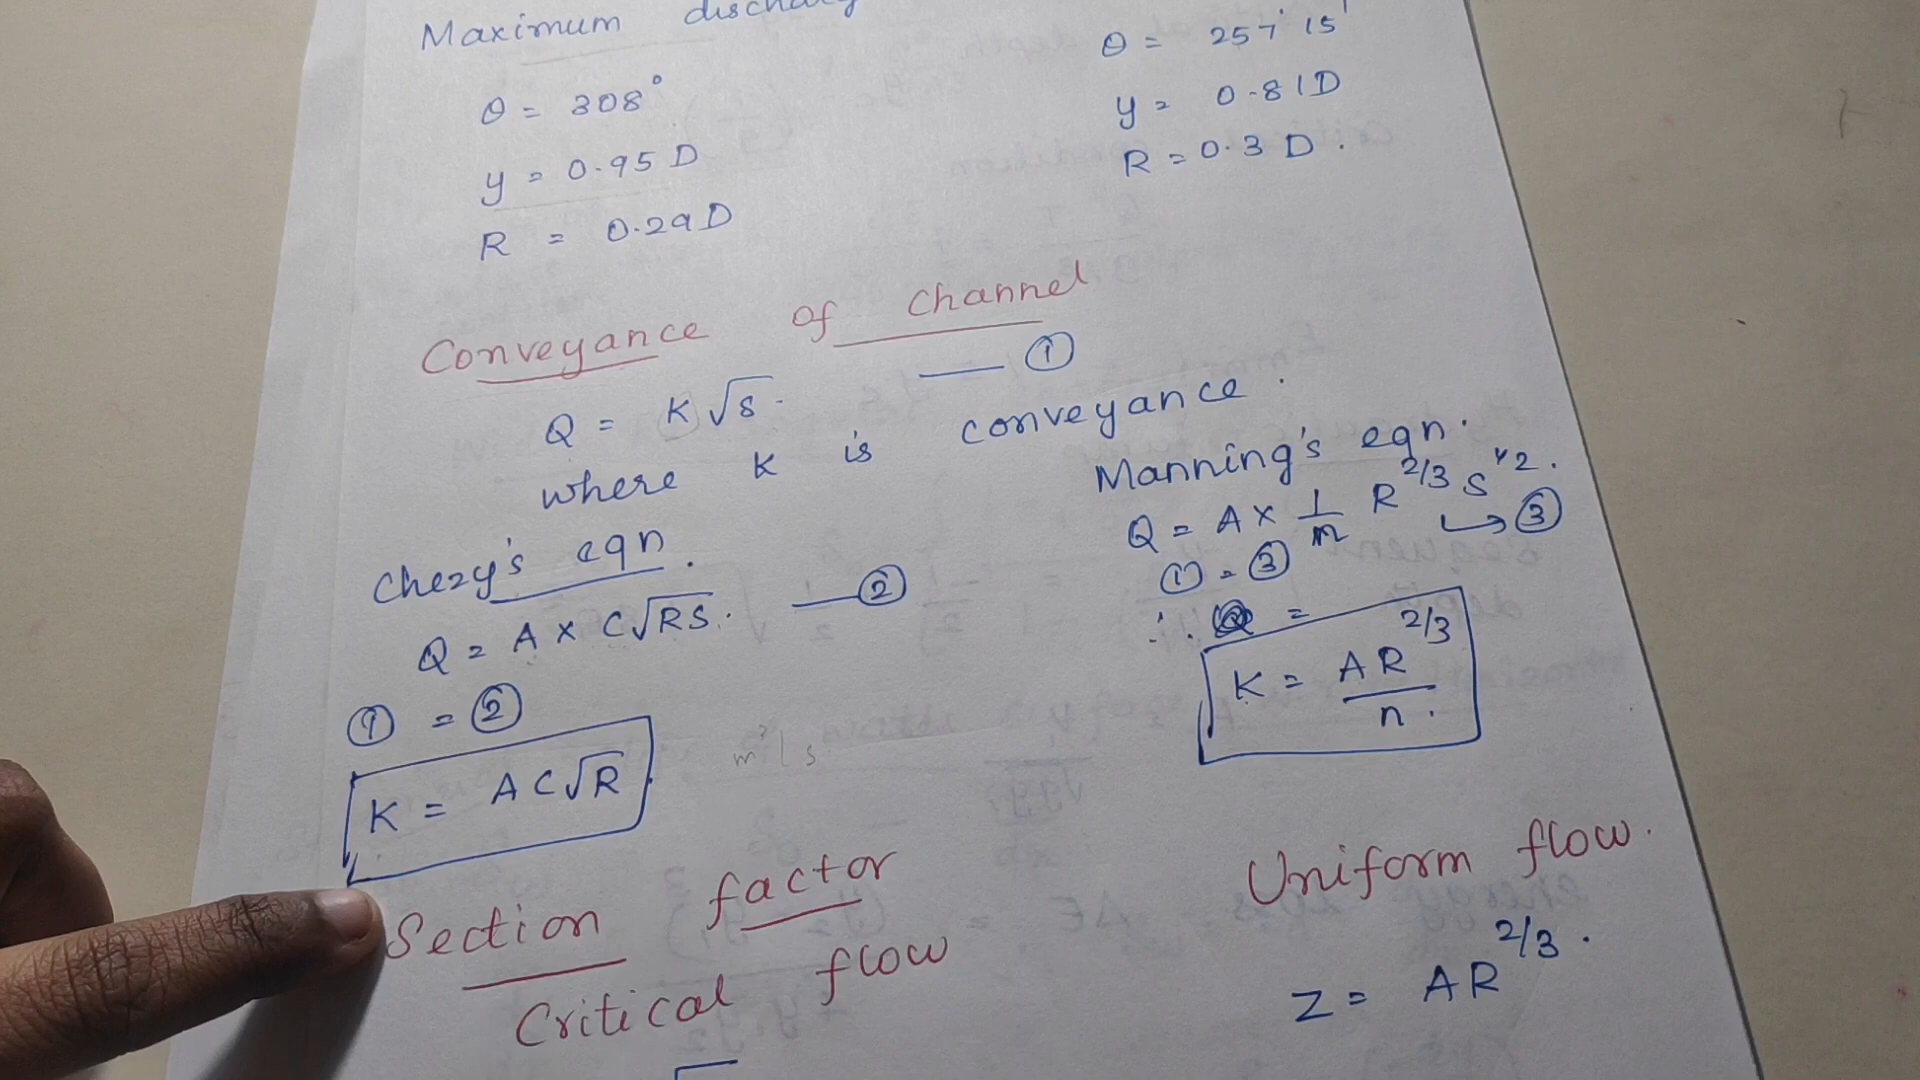 Maximum
θ = 308°
y = 0.95 D
R = 0.29 D
θ = 257° 15'
y = 0.81 D
R = 0.3 D.
Conveyance of Channel
Q = K √S. — ①
where K is conveyance.
Chezy's eqn.
Q = A × C√RS. — ②
① = ②
K = A C√R
m³/s
Manning's eqn.
Q = A × 1/n R^2/3 S^1/2. ↳ ③
① = ③
∴ =
K = A R^2/3 / n.
Section factor
Critical flow
Uniform flow.
Z = AR^2/3.